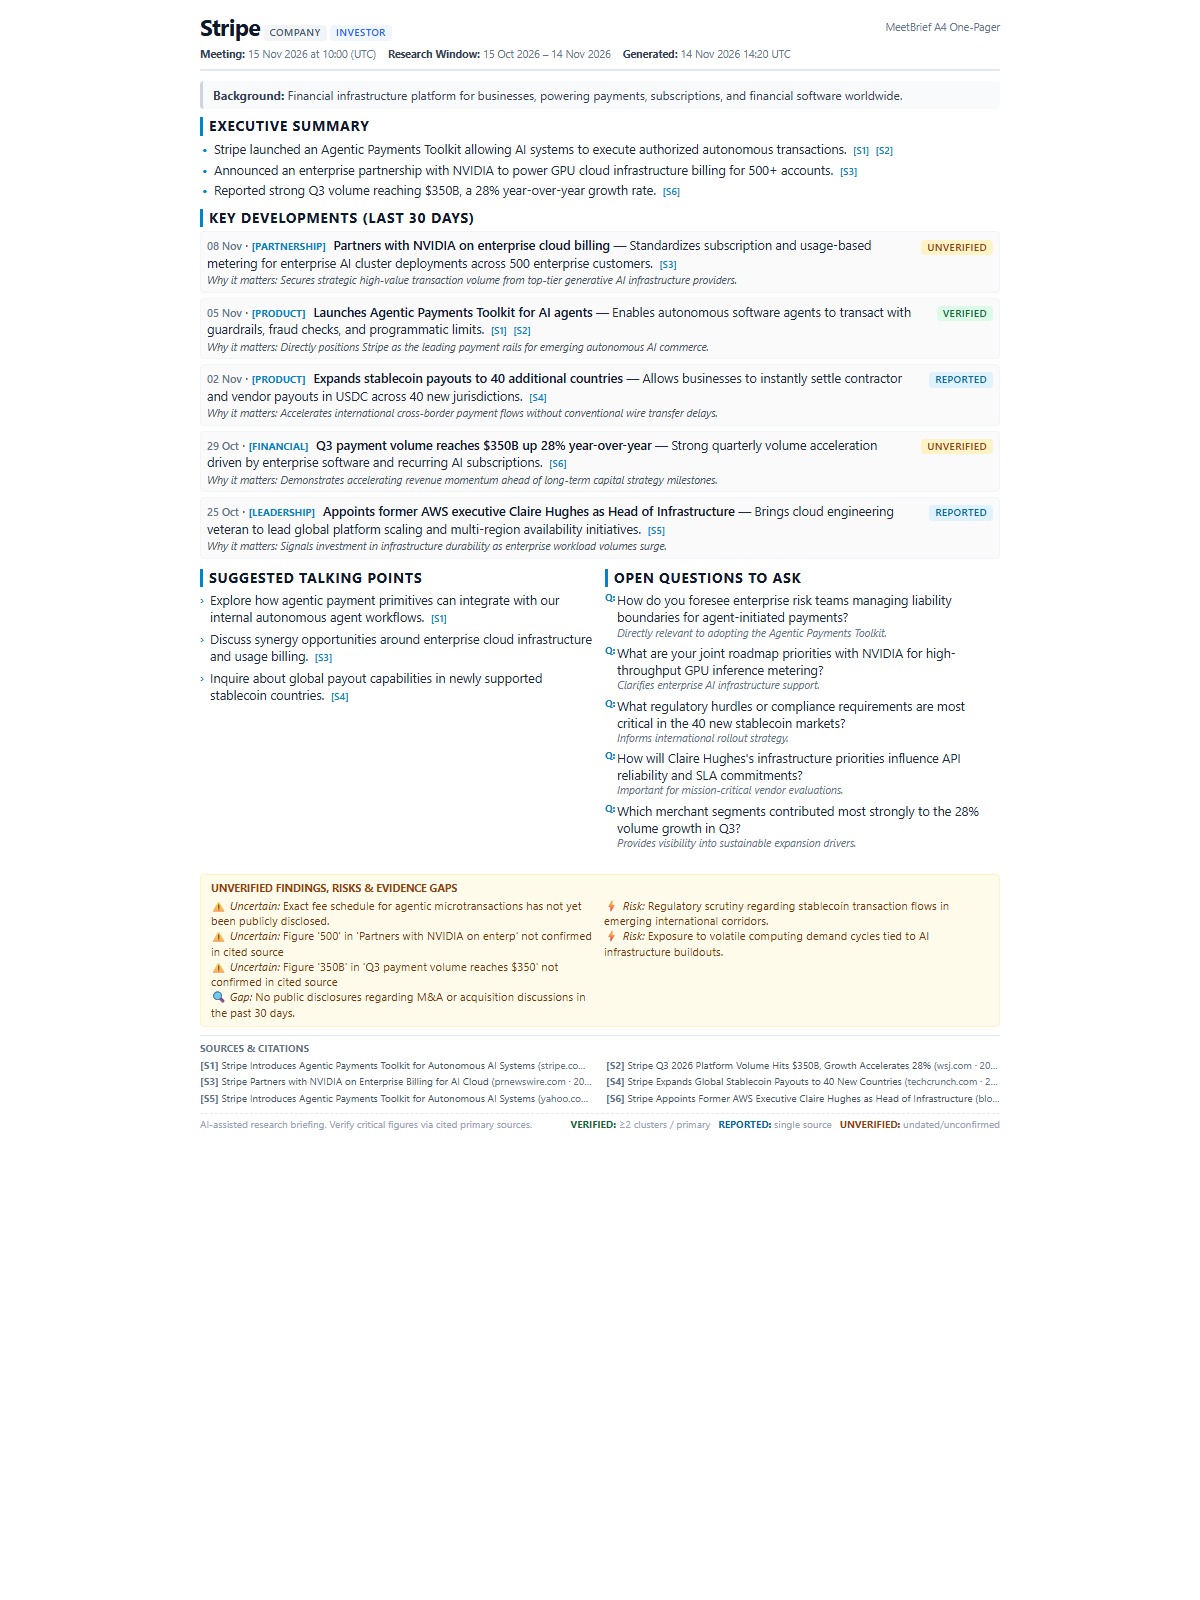 Stripe COMPANY INVESTOR
MeetBrief A4 One-Pager
Meeting: 15 Nov 2026 at 10:00 (UTC) Research Window: 15 Oct 2026 – 14 Nov 2026 Generated: 14 Nov 2026 14:20 UTC
Background: Financial infrastructure platform for businesses, powering payments, subscriptions, and financial software worldwide.
EXECUTIVE SUMMARY
• Stripe launched an Agentic Payments Toolkit allowing AI systems to execute authorized autonomous transactions. [S1] [S2]
• Announced an enterprise partnership with NVIDIA to power GPU cloud infrastructure billing for 500+ accounts. [S3]
• Reported strong Q3 volume reaching $350B, a 28% year-over-year growth rate. [S6]
KEY DEVELOPMENTS (LAST 30 DAYS)
08 Nov · [PARTNERSHIP] Partners with NVIDIA on enterprise cloud billing — Standardizes subscription and usage-based
metering for enterprise AI cluster deployments across 500 enterprise customers. [S3]
UNVERIFIED
Why it matters: Secures strategic high-value transaction volume from top-tier generative AI infrastructure providers.
05 Nov · [PRODUCT] Launches Agentic Payments Toolkit for AI agents — Enables autonomous software agents to transact with
guardrails, fraud checks, and programmatic limits. [S1] [S2]
VERIFIED
Why it matters: Directly positions Stripe as the leading payment rails for emerging autonomous AI commerce.
02 Nov · [PRODUCT] Expands stablecoin payouts to 40 additional countries — Allows businesses to instantly settle contractor
and vendor payouts in USDC across 40 new jurisdictions. [S4]
REPORTED
Why it matters: Accelerates international cross-border payment flows without conventional wire transfer delays.
29 Oct · [FINANCIAL] Q3 payment volume reaches $350B up 28% year-over-year — Strong quarterly volume acceleration
driven by enterprise software and recurring AI subscriptions. [S6]
UNVERIFIED
Why it matters: Demonstrates accelerating revenue momentum ahead of long-term capital strategy milestones.
25 Oct · [LEADERSHIP] Appoints former AWS executive Claire Hughes as Head of Infrastructure — Brings cloud engineering
veteran to lead global platform scaling and multi-region availability initiatives. [S5]
REPORTED
Why it matters: Signals investment in infrastructure durability as enterprise workload volumes surge.
SUGGESTED TALKING POINTS
› Explore how agentic payment primitives can integrate with our
internal autonomous agent workflows. [S1]
› Discuss synergy opportunities around enterprise cloud infrastructure
and usage billing. [S3]
› Inquire about global payout capabilities in newly supported
stablecoin countries. [S4]
OPEN QUESTIONS TO ASK
Q: How do you foresee enterprise risk teams managing liability
boundaries for agent-initiated payments?
Directly relevant to adopting the Agentic Payments Toolkit.
Q: What are your joint roadmap priorities with NVIDIA for high-
throughput GPU inference metering?
Clarifies enterprise AI infrastructure support.
Q: What regulatory hurdles or compliance requirements are most
critical in the 40 new stablecoin markets?
Informs international rollout strategy.
Q: How will Claire Hughes's infrastructure priorities influence API
reliability and SLA commitments?
Important for mission-critical vendor evaluations.
Q: Which merchant segments contributed most strongly to the 28%
volume growth in Q3?
Provides visibility into sustainable expansion drivers.
UNVERIFIED FINDINGS, RISKS & EVIDENCE GAPS
⚠️ Uncertain: Exact fee schedule for agentic microtransactions has not yet
been publicly disclosed.
⚠️ Uncertain: Figure '500' in 'Partners with NVIDIA on enterp' not confirmed
in cited source
⚠️ Uncertain: Figure '350B' in 'Q3 payment volume reaches $350' not
confirmed in cited source
🔍 Gap: No public disclosures regarding M&A or acquisition discussions in
the past 30 days.
⚡ Risk: Regulatory scrutiny regarding stablecoin transaction flows in
emerging international corridors.
⚡ Risk: Exposure to volatile computing demand cycles tied to AI
infrastructure buildouts.
SOURCES & CITATIONS
[S1] Stripe Introduces Agentic Payments Toolkit for Autonomous AI Systems (stripe.co...
[S2] Stripe Q3 2026 Platform Volume Hits $350B, Growth Accelerates 28% (wsj.com · 20...
[S3] Stripe Partners with NVIDIA on Enterprise Billing for AI Cloud (prnewswire.com · 20...
[S4] Stripe Expands Global Stablecoin Payouts to 40 New Countries (techcrunch.com · 2...
[S5] Stripe Introduces Agentic Payments Toolkit for Autonomous AI Systems (yahoo.co...
[S6] Stripe Appoints Former AWS Executive Claire Hughes as Head of Infrastructure (blo...
AI-assisted research briefing. Verify critical figures via cited primary sources.
VERIFIED: ≥2 clusters / primary REPORTED: single source UNVERIFIED: undated/unconfirmed